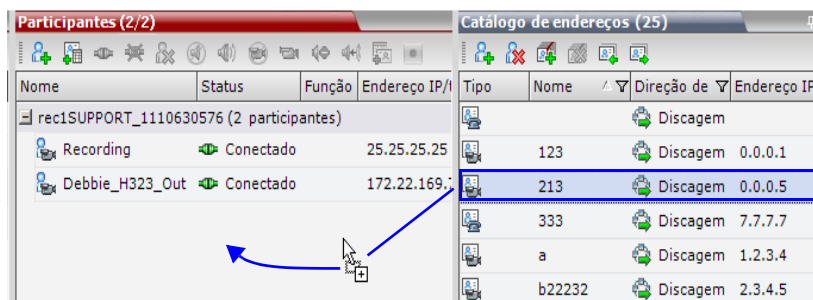 Participantes (2/2)
Nome Status Função Endereço IP/
rec1SUPPORT_1110630576 (2 participantes)
Recording Conectado 25.25.25.25
Debbie_H323_Out Conectado 172.22.169.
Catálogo de endereços (25)
Tipo Nome Direção de Endereço IP
Discagem
123 Discagem 0.0.0.1
213 Discagem 0.0.0.5
333 Discagem 7.7.7.7
a Discagem 1.2.3.4
b22232 Discagem 2.3.4.5